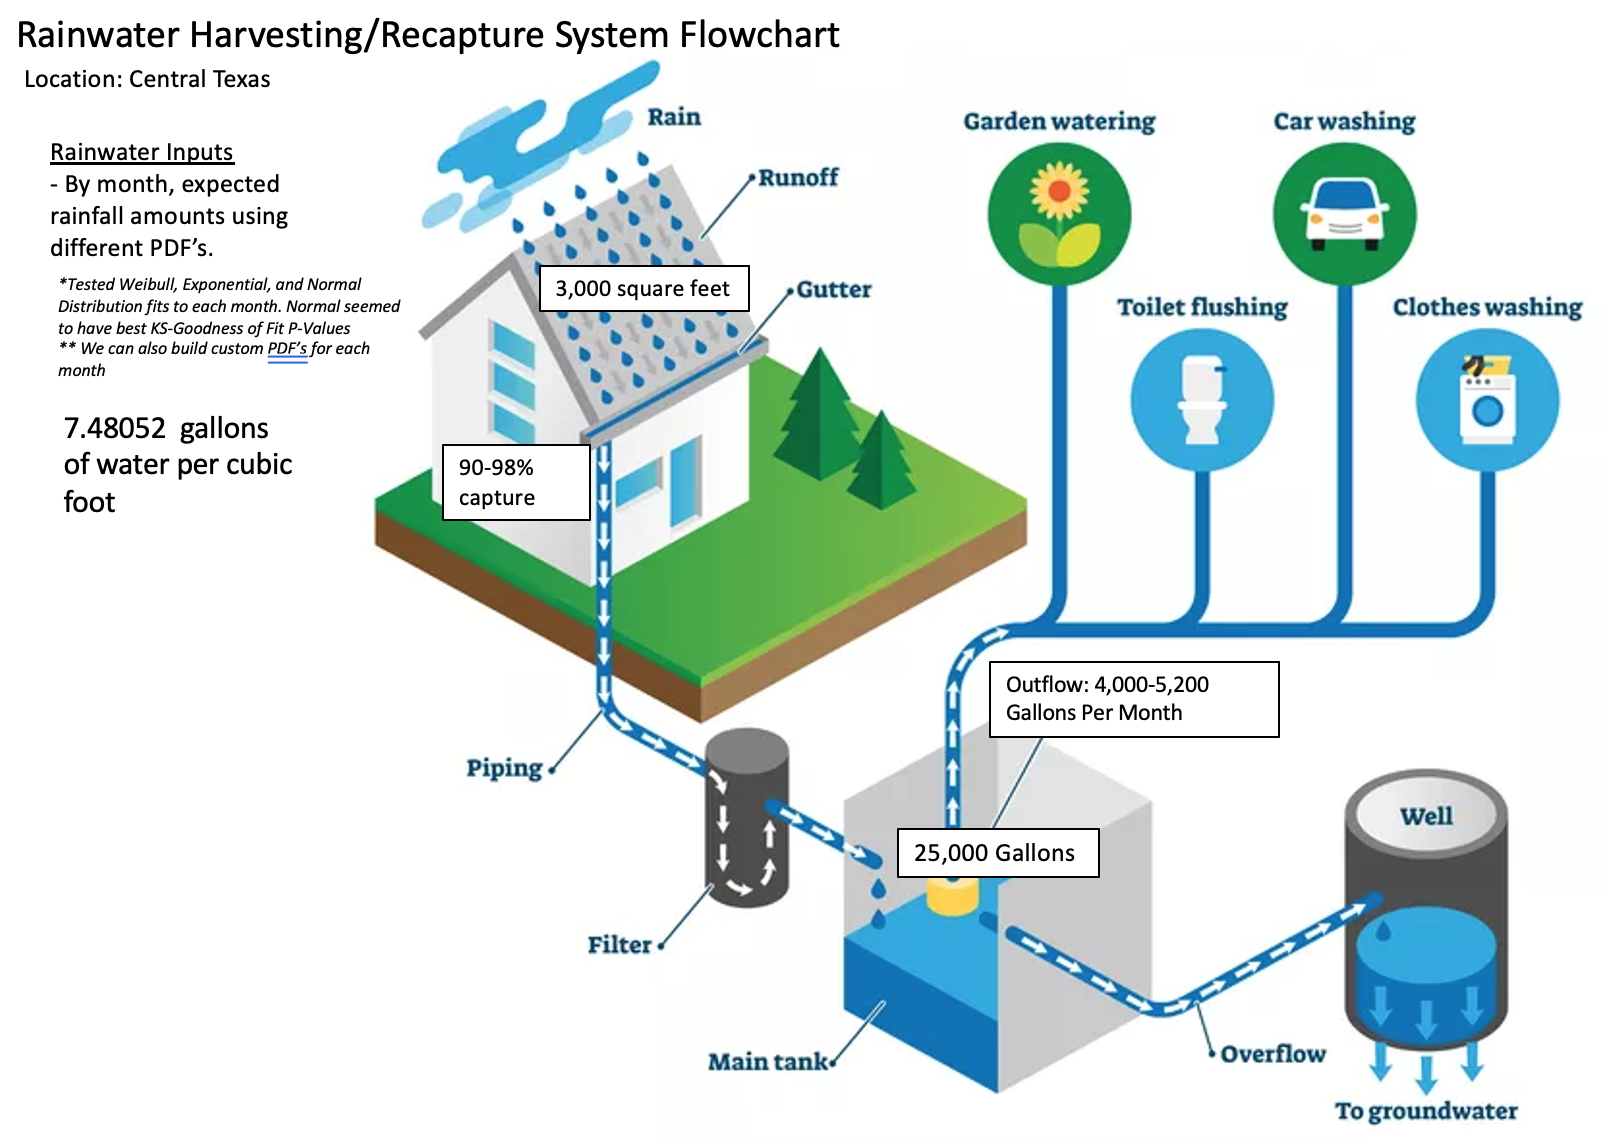 Rainwater Harvesting/Recapture System Flowchart
Location: Central Texas
Rainwater Inputs
- By month, expected
rainfall amounts using
different PDF's.
*Tested Weibull, Exponential, and Normal
Distribution fits to each month. Normal seemed
to have best KS-Goodness of Fit P-Values
** We can also build custom PDF's for each
month
7.48052 gallons
of water per cubic
foot
Rain
Runoff
3,000 square feet
Gutter
90-98%
capture
Garden watering
Car washing
Toilet flushing
Clothes washing
Outflow: 4,000-5,200
Gallons Per Month
Piping
25,000 Gallons
Well
Filter
Main tank
Overflow
To groundwater